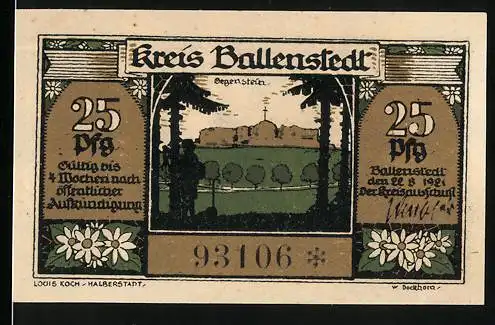 Kreis Ballenstedt
Gegenstein
25
Pfg
Gültig bis
4 Wochen nach
öffentlicher
Aufkündigung
25
Pfg
Ballenstedt
den 22.8.1921
Der Kreisausschuß
93106 *
LOUIS KOCH - HALBERSTADT.
W Dockhorn.